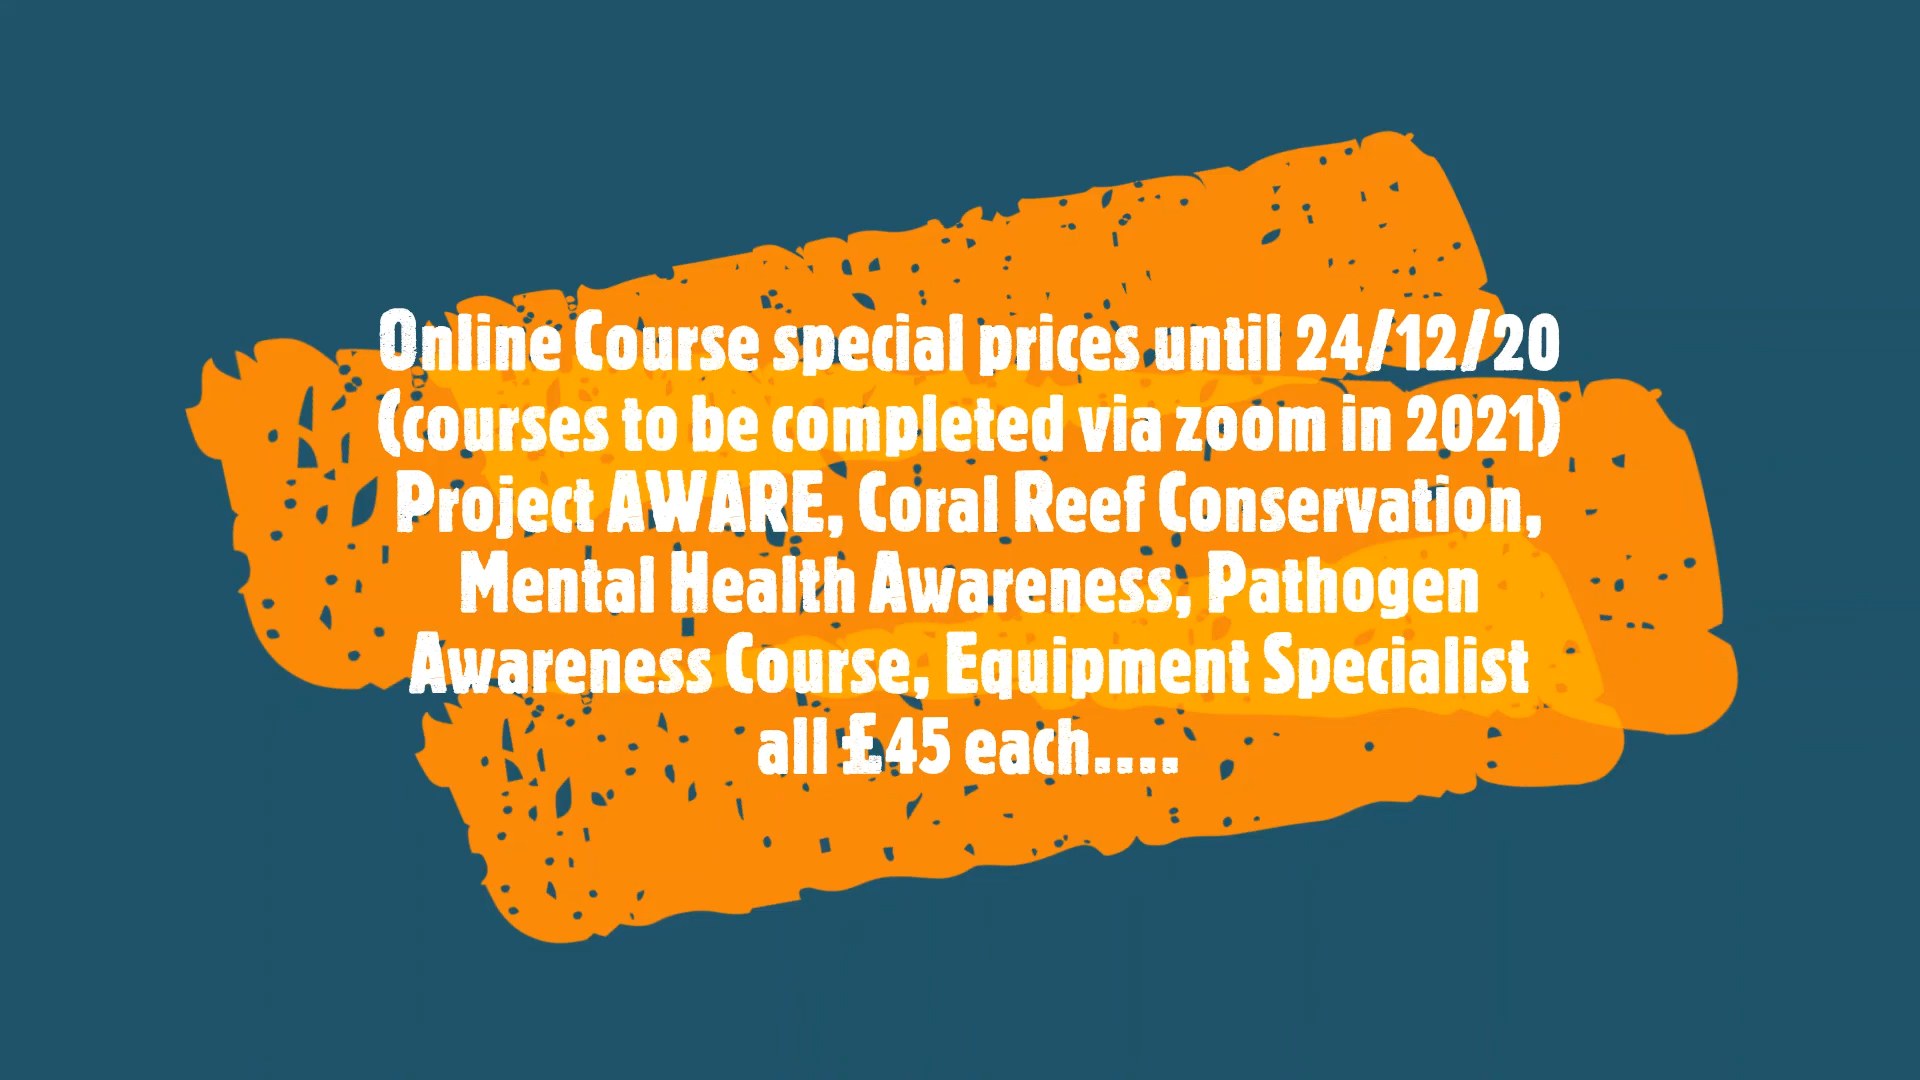 Online Course special prices until 24/12/20
(courses to be completed via zoom in 2021)
Project AWARE, Coral Reef Conservation,
Mental Health Awareness, Pathogen
Awareness Course, Equipment Specialist
all £45 each....